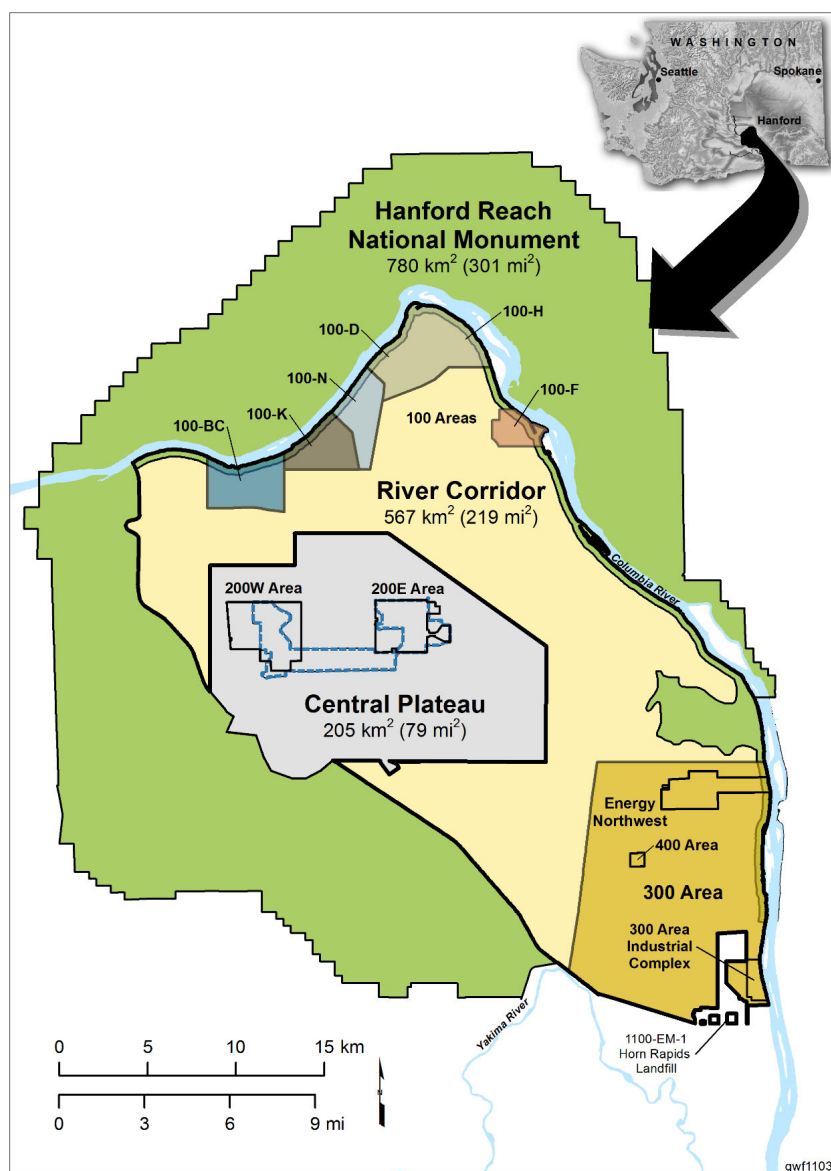 WASHINGTON
Seattle
Spokane
Hanford
Hanford Reach
National Monument
780 km² (301 mi²)
100-H
100-D
100-N
100-F
100-K
100 Areas
100-BC
River Corridor
567 km² (219 mi²)
Columbia River
200W Area
200E Area
Central Plateau
205 km² (79 mi²)
Energy
Northwest
400 Area
300 Area
300 Area
Industrial
Complex
Yakima River
1100-EM-1
Horn Rapids
Landfill
0 5 10 15 km
0 3 6 9 mi
gwf1103